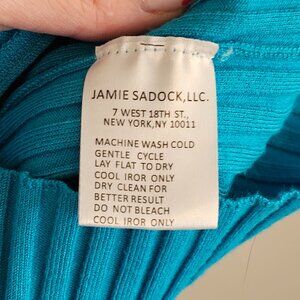 JAMIE SADOCK, LLC.
7 WEST 18TH ST.,
NEW YORK, NY 10011
MACHINE WASH COLD
GENTLE CYCLE
LAY FLAT TO DRY
COOL IROR ONLY
DRY CLEAN FOR
BETTER RESULT
DO NOT BLEACH
COOL IROR ONLY